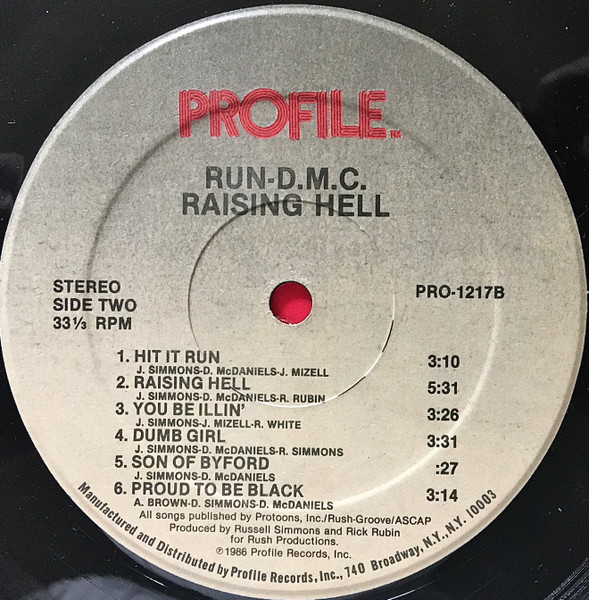 PROFILE TM
RUN-D.M.C.
RAISING HELL
STEREO
SIDE TWO
33⅓ RPM
PRO-1217B
1. HIT IT RUN 3:10
J. SIMMONS-D. McDANIELS-J. MIZELL
2. RAISING HELL 5:31
J. SIMMONS-D. McDANIELS-R. RUBIN
3. YOU BE ILLIN' 3:26
J. SIMMONS-J. MIZELL-R. WHITE
4. DUMB GIRL 3:31
J. SIMMONS-D. McDANIELS-R. SIMMONS
5. SON OF BYFORD :27
J. SIMMONS-D. McDANIELS
6. PROUD TO BE BLACK 3:14
A. BROWN-D. SIMMONS-D. McDANIELS
All songs published by Protoons, Inc./Rush-Groove/ASCAP
Produced by Russell Simmons and Rick Rubin
for Rush Productions.
℗1986 Profile Records, Inc.
Manufactured and Distributed by Profile Records, Inc., 740 Broadway, N.Y., N.Y. 10003